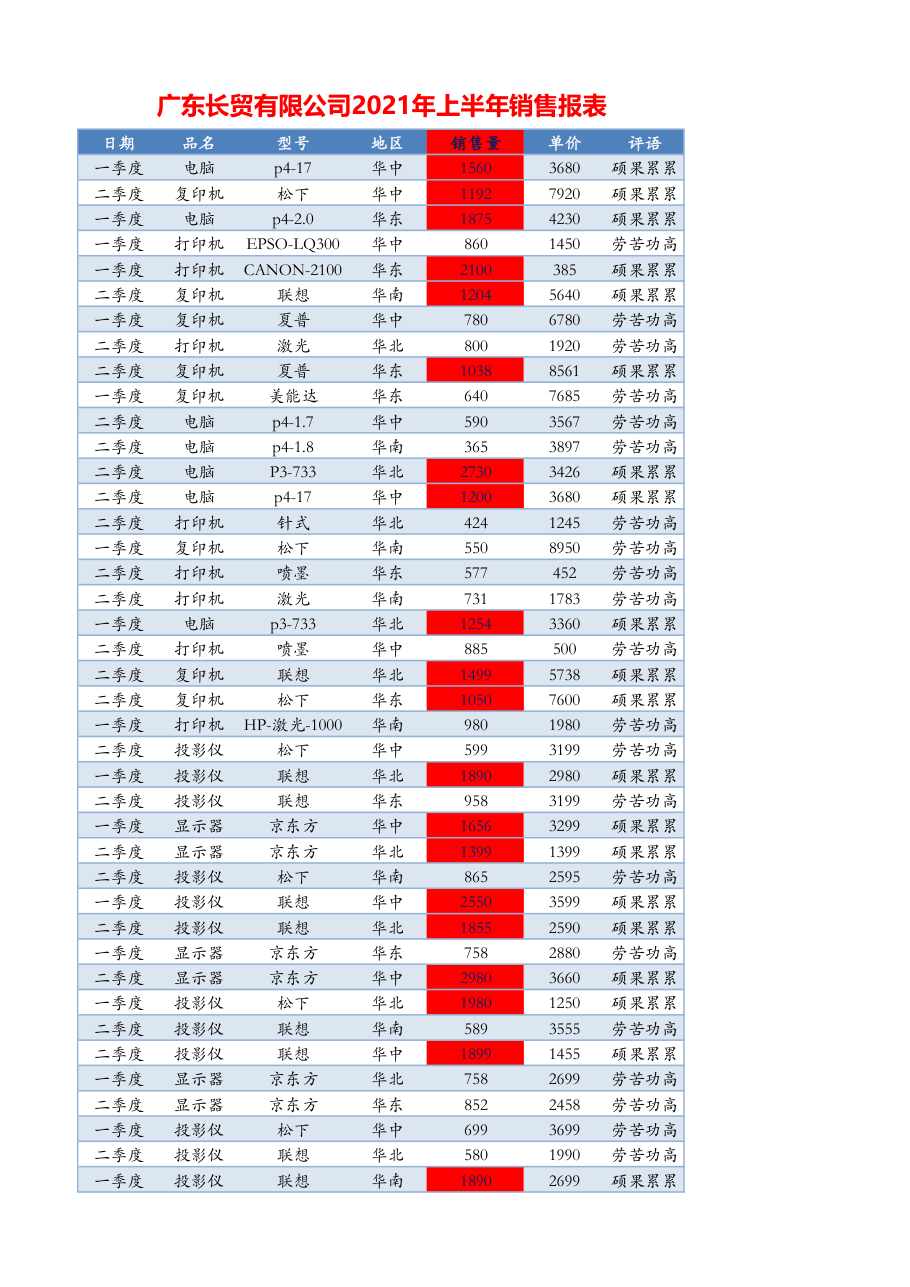 广东长贸有限公司2021年上半年销售报表
日期 品名 型号 地区 销售量 单价 评语
一季度 电脑 p4-17 华中 1560 3680 硕果累累
二季度 复印机 松下 华中 1192 7920 硕果累累
一季度 电脑 p4-2.0 华东 1875 4230 硕果累累
一季度 打印机 EPSO-LQ300 华中 860 1450 劳苦功高
一季度 打印机 CANON-2100 华东 2100 385 硕果累累
二季度 复印机 联想 华南 1204 5640 硕果累累
一季度 复印机 夏普 华中 780 6780 劳苦功高
二季度 打印机 激光 华北 800 1920 劳苦功高
二季度 复印机 夏普 华东 1038 8561 硕果累累
一季度 复印机 美能达 华东 640 7685 劳苦功高
二季度 电脑 p4-1.7 华中 590 3567 劳苦功高
二季度 电脑 p4-1.8 华南 365 3897 劳苦功高
二季度 电脑 P3-733 华北 2730 3426 硕果累累
二季度 电脑 p4-17 华中 1200 3680 硕果累累
二季度 打印机 针式 华北 424 1245 劳苦功高
一季度 复印机 松下 华南 550 8950 劳苦功高
二季度 打印机 喷墨 华东 577 452 劳苦功高
二季度 打印机 激光 华南 731 1783 劳苦功高
一季度 电脑 p3-733 华北 1254 3360 硕果累累
二季度 打印机 喷墨 华中 885 500 劳苦功高
二季度 复印机 联想 华北 1499 5738 硕果累累
二季度 复印机 松下 华东 1050 7600 硕果累累
一季度 打印机 HP-激光-1000 华南 980 1980 劳苦功高
二季度 投影仪 松下 华中 599 3199 劳苦功高
一季度 投影仪 联想 华北 1890 2980 硕果累累
二季度 投影仪 联想 华东 958 3199 劳苦功高
一季度 显示器 京东方 华中 1656 3299 硕果累累
二季度 显示器 京东方 华北 1399 1399 硕果累累
二季度 投影仪 松下 华南 865 2595 劳苦功高
一季度 投影仪 联想 华中 2550 3599 硕果累累
二季度 投影仪 联想 华北 1855 2590 硕果累累
一季度 显示器 京东方 华东 758 2880 劳苦功高
二季度 显示器 京东方 华中 2980 3660 硕果累累
一季度 投影仪 松下 华北 1980 1250 硕果累累
二季度 投影仪 联想 华南 589 3555 劳苦功高
二季度 投影仪 联想 华中 1899 1455 硕果累累
一季度 显示器 京东方 华北 758 2699 劳苦功高
二季度 显示器 京东方 华东 852 2458 劳苦功高
一季度 投影仪 松下 华中 699 3699 劳苦功高
二季度 投影仪 联想 华北 580 1990 劳苦功高
一季度 投影仪 联想 华南 1890 2699 硕果累累